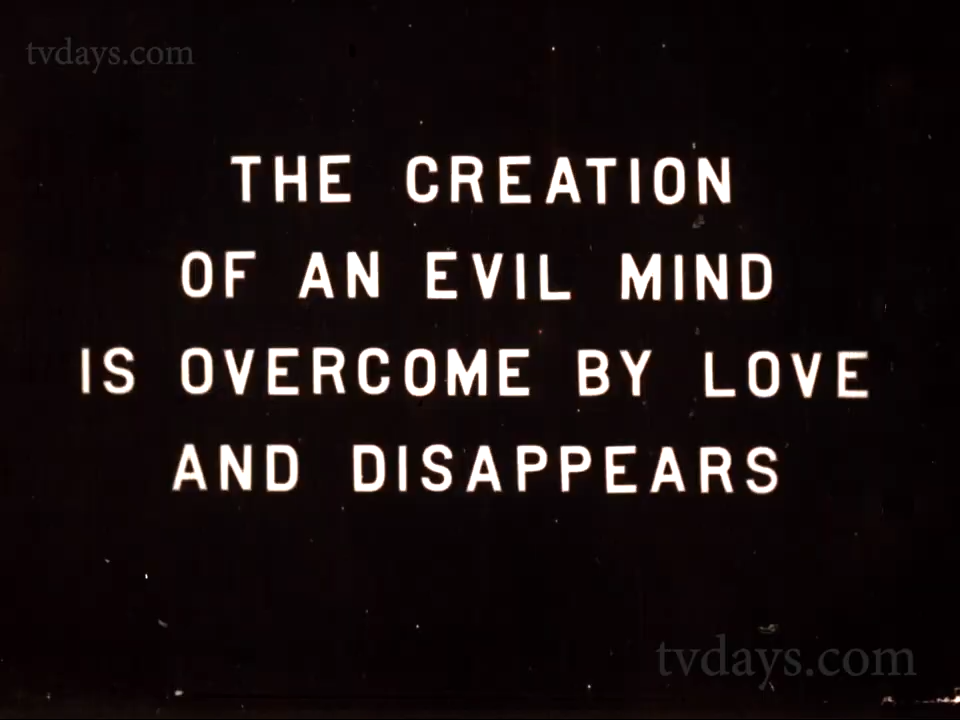 tvdays.com
THE CREATION
OF AN EVIL MIND
IS OVERCOME BY LOVE
AND DISAPPEARS
tvdays.com